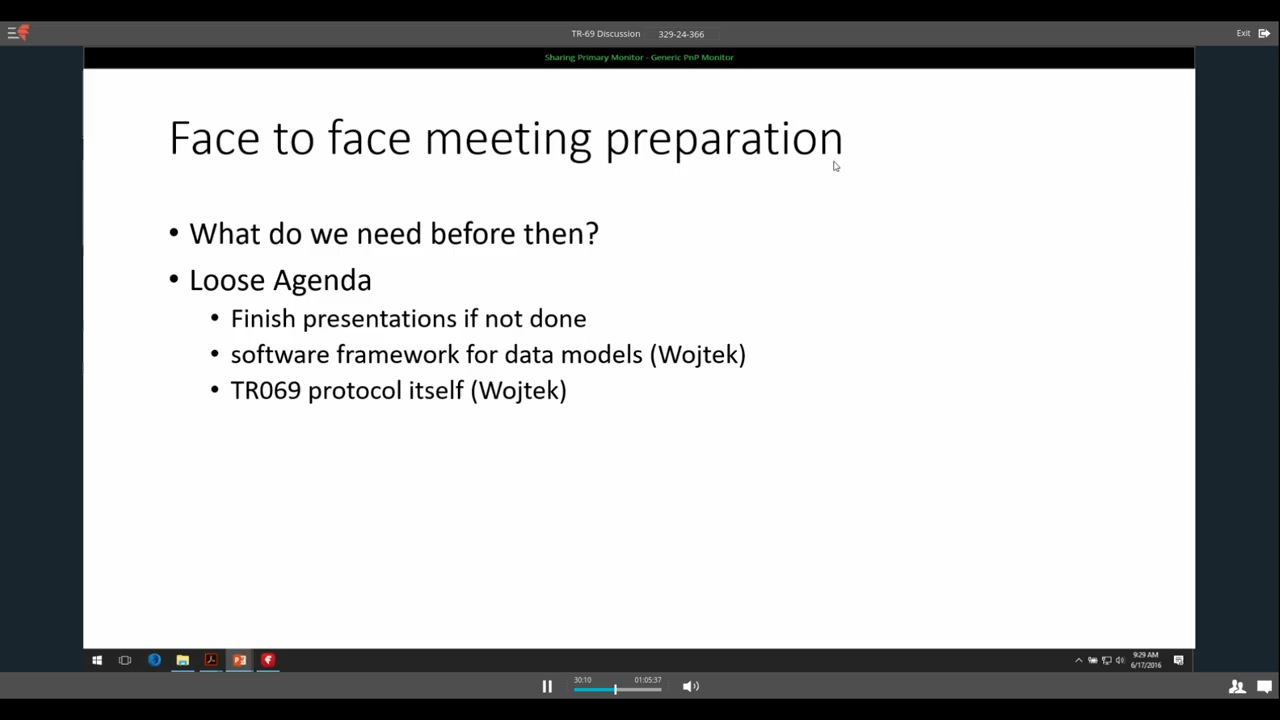 TR-69 Discussion 329-24-366
Exit
Sharing Primary Monitor - Generic PnP Monitor
Face to face meeting preparation
• What do we need before then?
• Loose Agenda
• Finish presentations if not done
• software framework for data models (Wojtek)
• TR069 protocol itself (Wojtek)
9:29 AM
6/17/2016
30:10 01:05:37